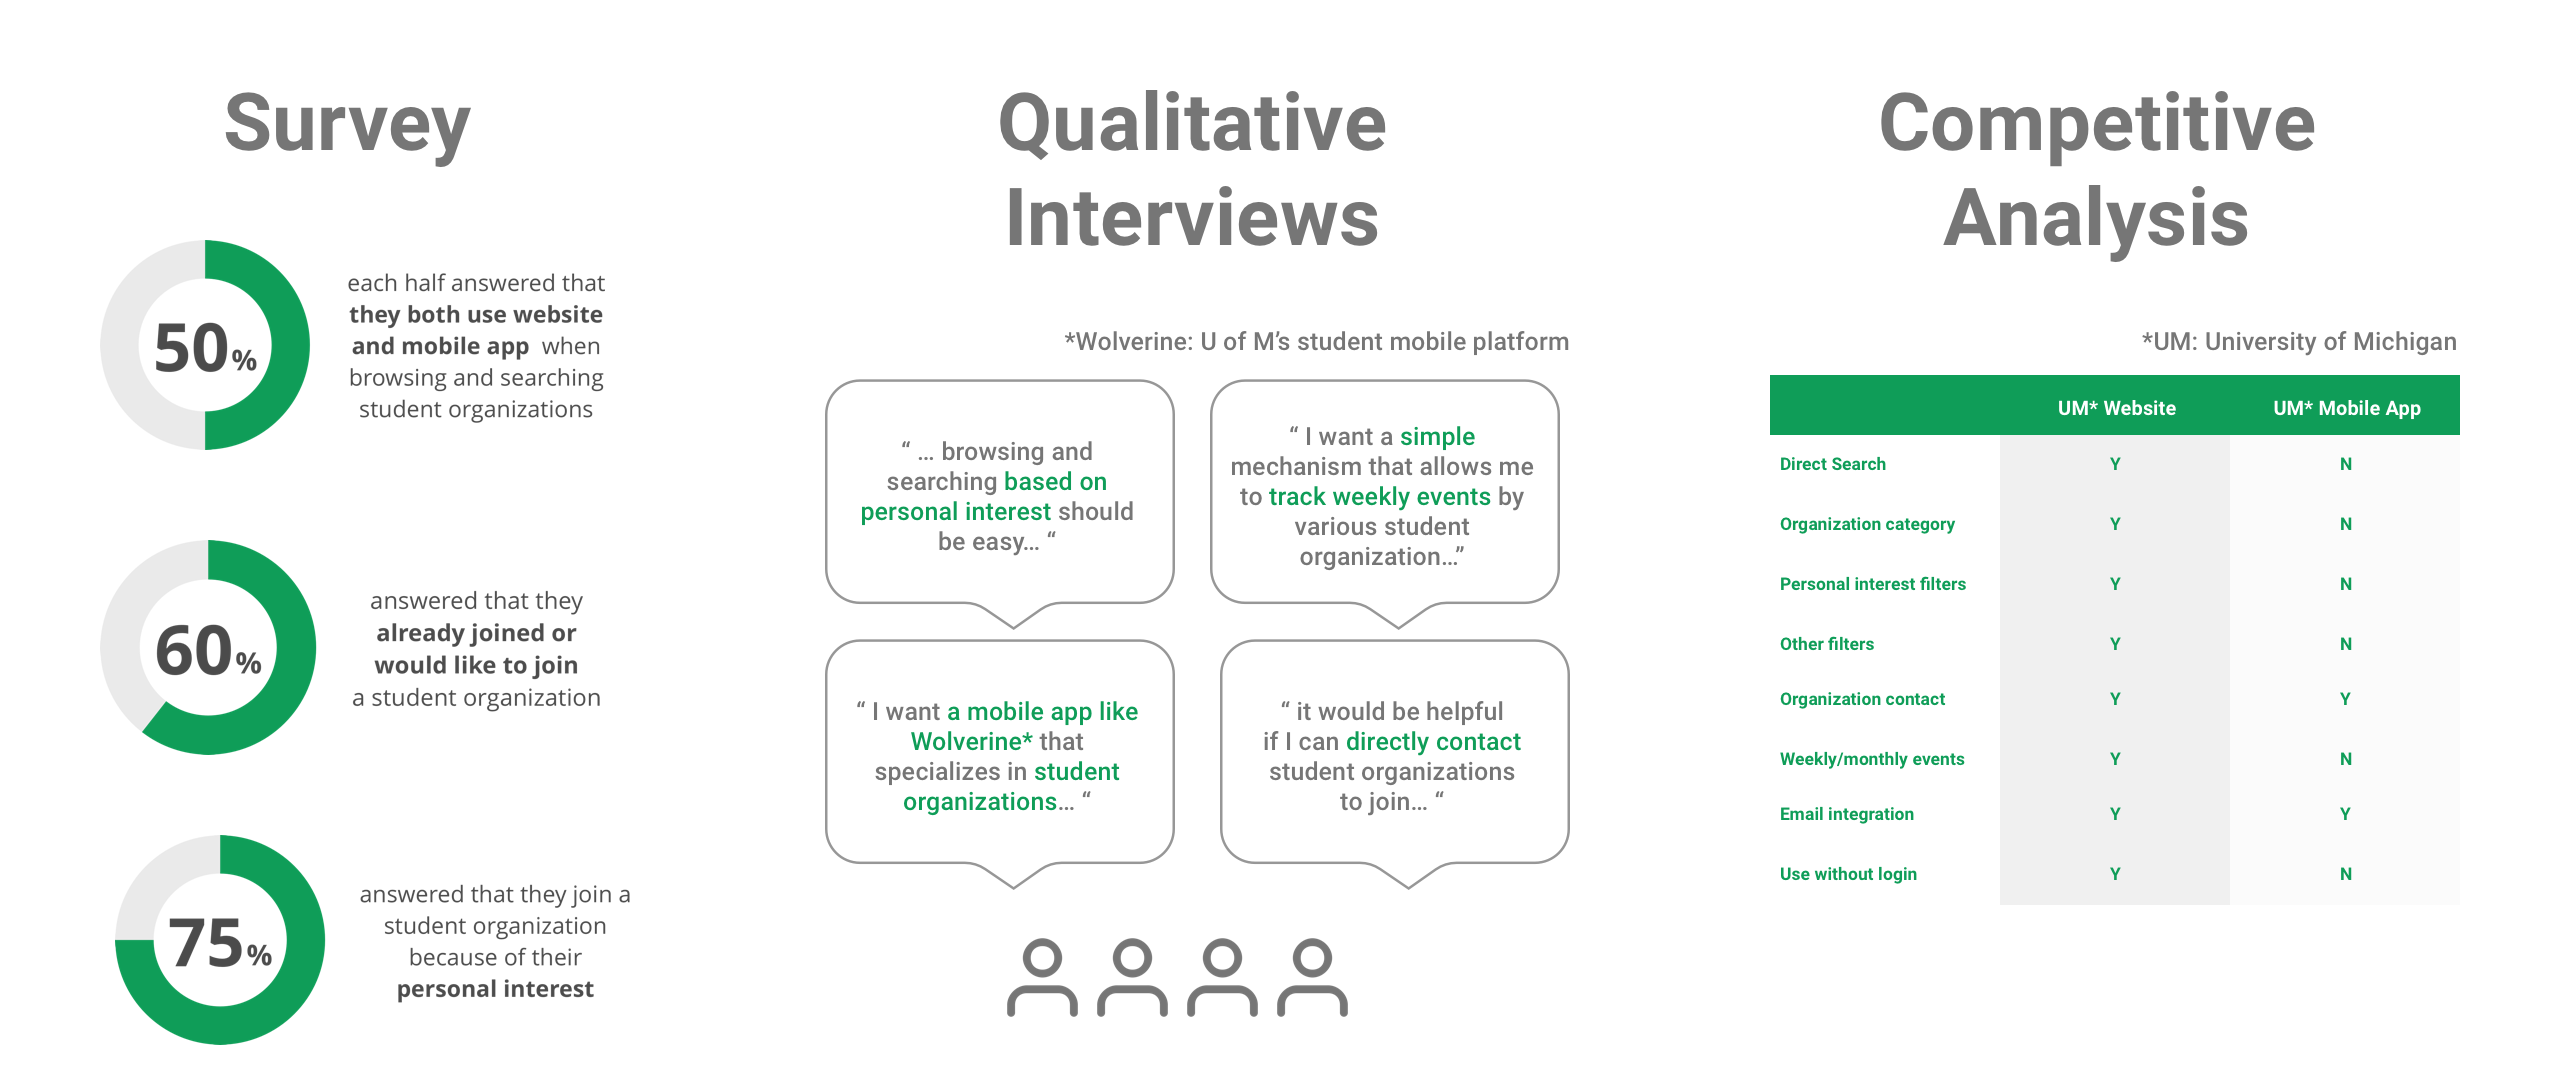 Survey
50%
each half answered that
they both use website
and mobile app when
browsing and searching
student organizations
60%
answered that they
already joined or
would like to join
a student organization
75%
answered that they join a
student organization
because of their
personal interest
Qualitative
Interviews
*Wolverine: U of M’s student mobile platform
“ ... browsing and
searching based on
personal interest should
be easy... “
“ I want a simple
mechanism that allows me
to track weekly events by
various student
organization...”
“ I want a mobile app like
Wolverine* that
specializes in student
organizations... “
“ it would be helpful
if I can directly contact
student organizations
to join... “
Competitive
Analysis
*UM: University of Michigan
UM* Website UM* Mobile App
Direct Search Y N
Organization category Y N
Personal interest filters Y N
Other filters Y N
Organization contact Y Y
Weekly/monthly events Y N
Email integration Y Y
Use without login Y N